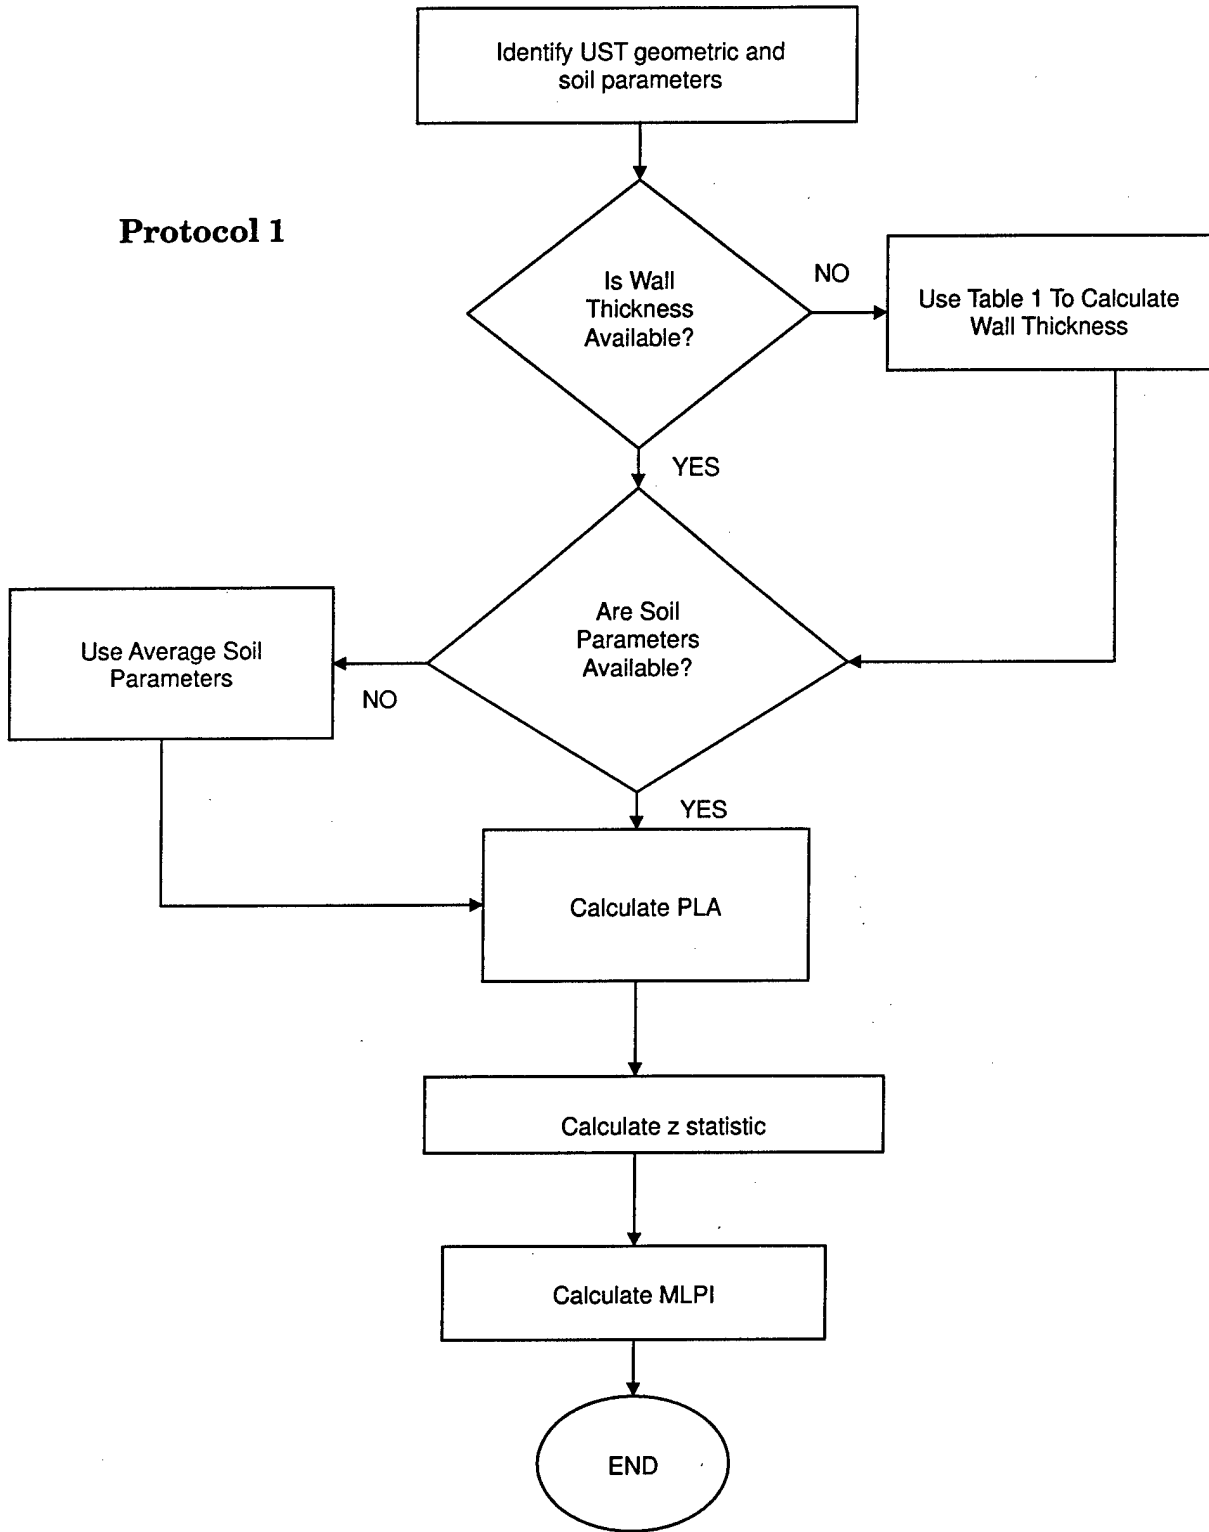 Identify UST geometric and
soil parameters
Protocol 1
Is Wall
Thickness
Available?
NO
Use Table 1 To Calculate
Wall Thickness
YES
Are Soil
Parameters
Available?
Use Average Soil
Parameters
NO
YES
Calculate PLA
Calculate z statistic
Calculate MLPI
END